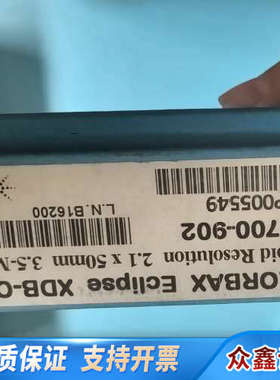 ORBAX Eclipse XDB-C
id Resolution 2.1 x 50mm 3.5-M
700-902
P005549
L.N. B16200
质保证 支持开票 众鑫